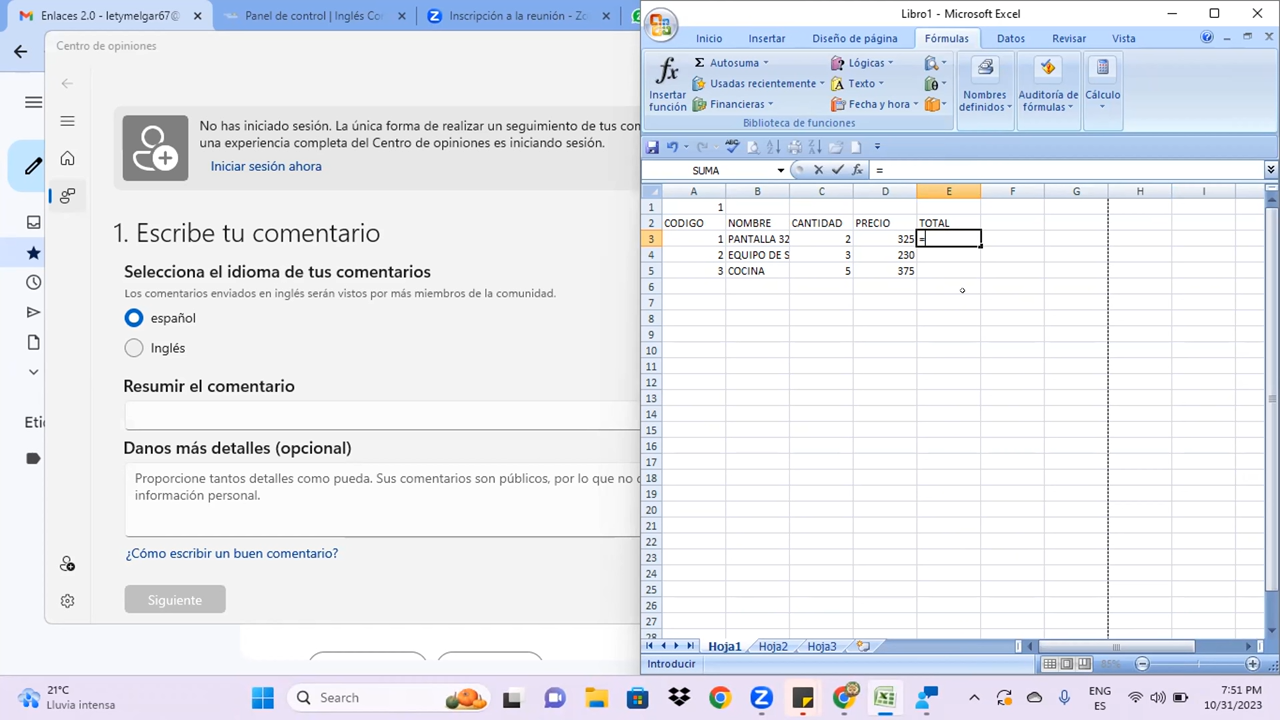 Enlaces 2.0 - letymelgar67@
Panel de control | Inglés Co
Inscripción a la reunión - Zo
Centro de opiniones
No has iniciado sesión. La única forma de realizar un seguimiento de tus com
una experiencia completa del Centro de opiniones es iniciando sesión.
Iniciar sesión ahora
1. Escribe tu comentario
Selecciona el idioma de tus comentarios
Los comentarios enviados en inglés serán vistos por más miembros de la comunidad.
español
Inglés
Resumir el comentario
Danos más detalles (opcional)
Proporcione tantos detalles como pueda. Sus comentarios son públicos, por lo que no
información personal.
¿Cómo escribir un buen comentario?
Siguiente
Etic
Libro1 - Microsoft Excel
Inicio Insertar Diseño de página Fórmulas Datos Revisar Vista
Insertar función
Σ Autosuma
Usadas recientemente
Financieras
Lógicas
Texto
Fecha y hora
Nombres definidos
Auditoría de fórmulas
Cálculo
Biblioteca de funciones
SUMA fx =
A B C D E F G H I
1 1
2 CODIGO NOMBRE CANTIDAD PRECIO TOTAL
3 1 PANTALLA 32 2 325 =
4 2 EQUIPO DE S 3 230
5 3 COCINA 5 375
6
7
8
9
10
11
12
13
14
15
16
17
18
19
20
21
22
23
24
25
26
27
28
Hoja1 Hoja2 Hoja3
Introducir 85%
21°C
Lluvia intensa
Search
ENG
ES
7:51 PM
10/31/2023